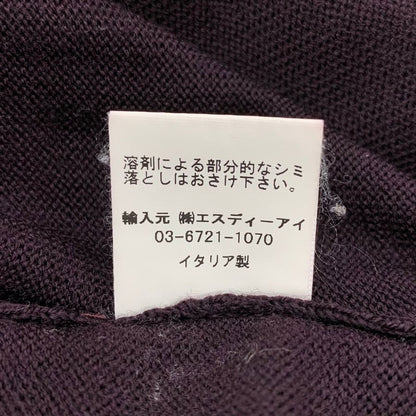 溶剤による部分的なシミ
落としはおさけ下さい。
輸入元 ㈱エスディーアイ
03-6721-1070
イタリア製